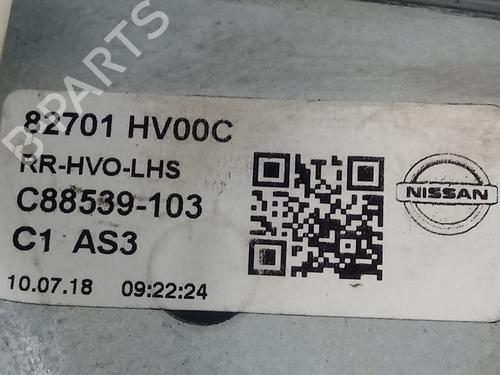 B-PARTS
82701 HV00C
RR-HVO-LHS
C88539-103
C1 AS3
10.07.18 09:22:24
NISSAN